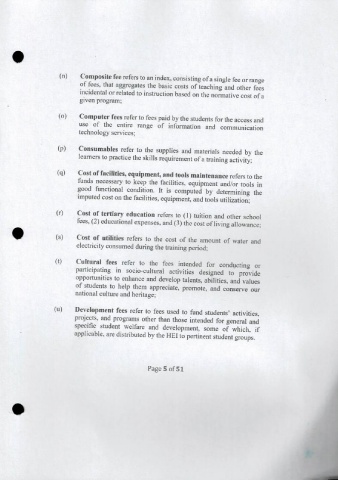 (n) Composite fee refers to an index, consisting of a single fee or range
of fees, that aggregates the basic costs of teaching and other fees
incidental or related to instruction based on the normative cost of a
given program;
(o) Computer fees refer to fees paid by the students for the access and
use of the entire range of information and communication
technology services;
(p) Consumables refer to the supplies and materials needed by the
learners to practice the skills requirement of a training activity;
(q) Cost of facilities, equipment, and tools maintenance refers to the
funds necessary to keep the facilities, equipment and/or tools in
good functional condition. It is computed by determining the
imputed cost on the facilities, equipment, and tools utilization;
(r) Cost of tertiary education refers to (1) tuition and other school
fees, (2) educational expenses, and (3) the cost of living allowance;
(s) Cost of utilities refers to the cost of the amount of water and
electricity consumed during the training period;
(t) Cultural fees refer to the fees intended for conducting or
participating in socio-cultural activities designed to provide
opportunities to enhance and develop talents, abilities, and values
of students to help them appreciate, promote, and conserve our
national culture and heritage;
(u) Development fees refer to fees used to fund students' activities,
projects, and programs other than those intended for general and
specific student welfare and development, some of which, if
applicable, are distributed by the HEI to pertinent student groups.
Page 5 of 51